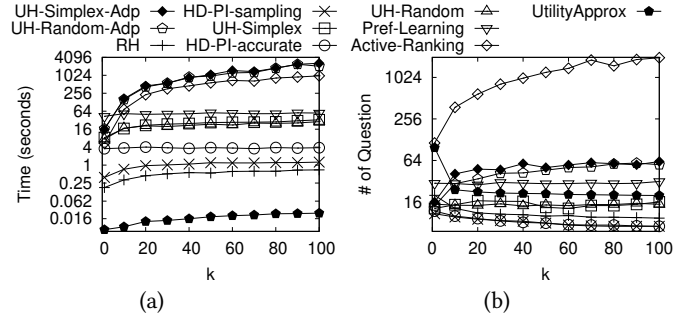 UH-Simplex-Adp HD-PI-sampling UH-Random UtilityApprox
UH-Random-Adp UH-Simplex Pref-Learning
RH HD-PI-accurate Active-Ranking
4096
1024
256
64
16
4
1
0.25
0.062
0.016
Time (seconds)
0 20 40 60 80 100
k
(a)
1024
256
64
16
# of Question
0 20 40 60 80 100
k
(b)